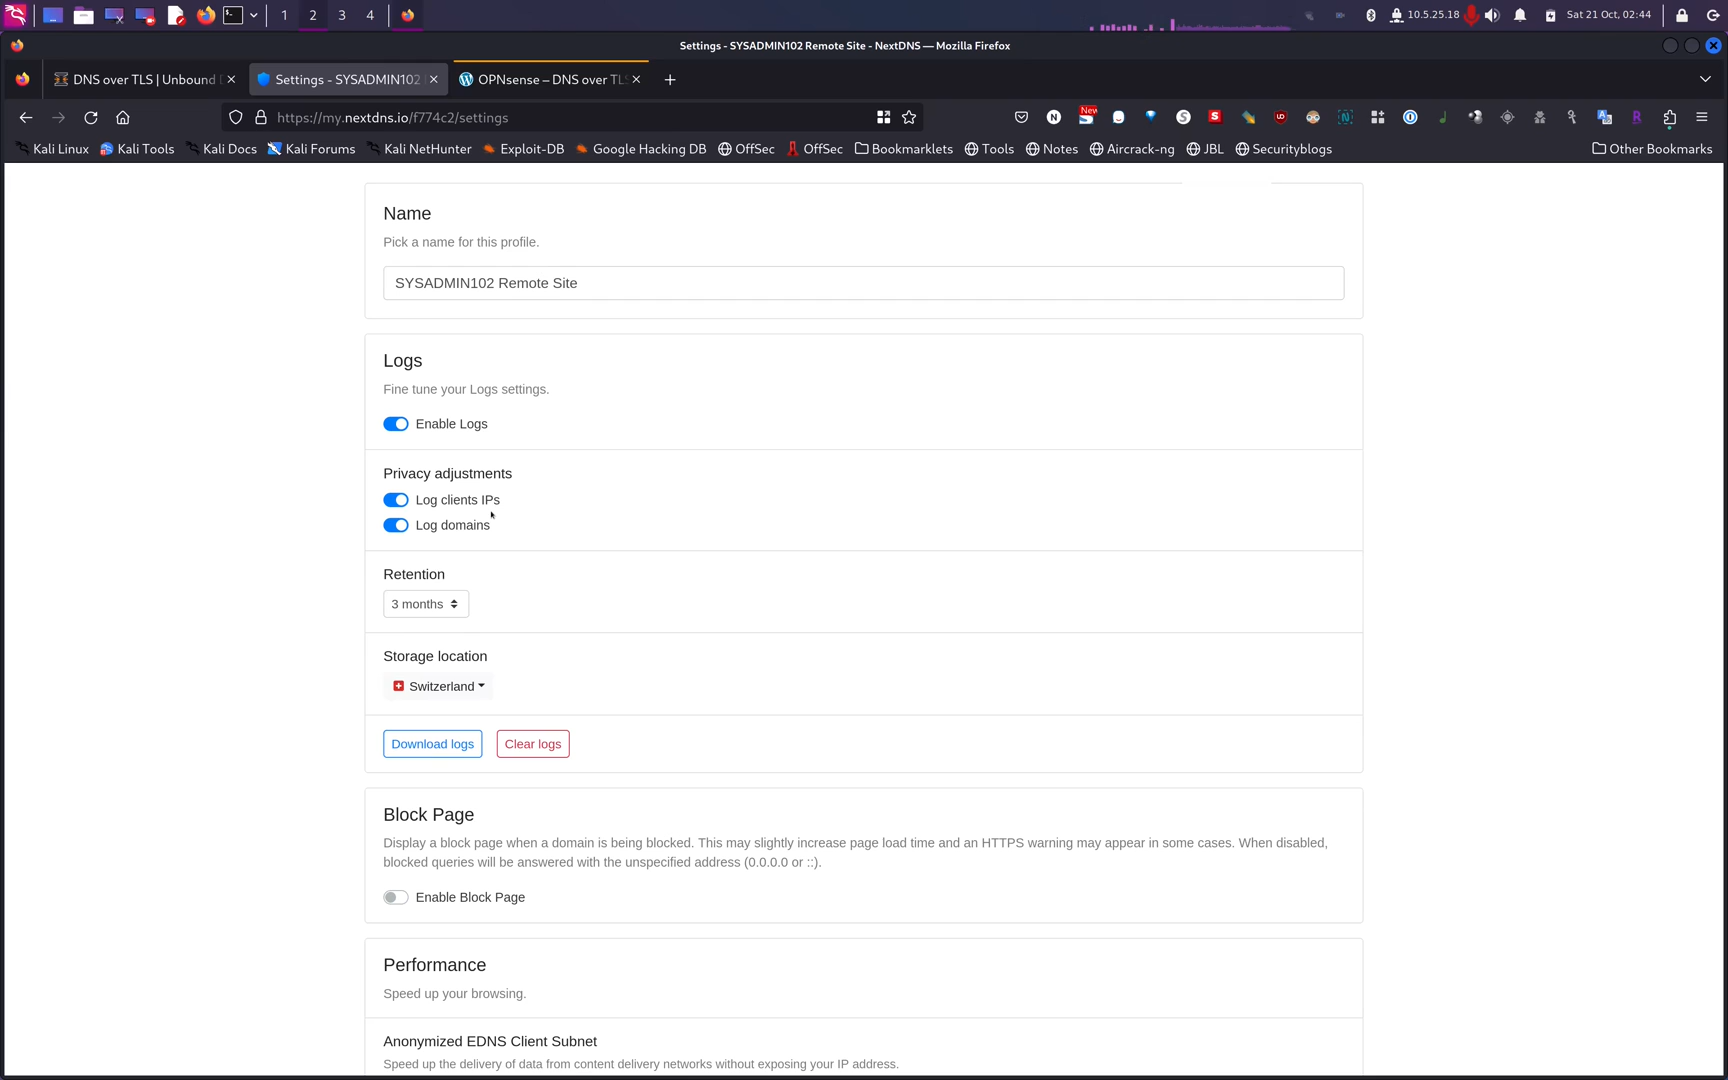 1 2 3 4
10.5.25.18
Sat 21 Oct, 02:44
Settings - SYSADMIN102 Remote Site - NextDNS — Mozilla Firefox
DNS over TLS | Unbound
Settings - SYSADMIN102
OPNsense – DNS over TLS
https://my.nextdns.io/f774c2/settings
New
Kali Linux Kali Tools Kali Docs Kali Forums Kali NetHunter Exploit-DB Google Hacking DB OffSec OffSec Bookmarklets Tools Notes Aircrack-ng JBL Securityblogs Other Bookmarks
Name
Pick a name for this profile.
SYSADMIN102 Remote Site
Logs
Fine tune your Logs settings.
Enable Logs
Privacy adjustments
Log clients IPs
Log domains
Retention
3 months
Storage location
Switzerland
Download logs Clear logs
Block Page
Display a block page when a domain is being blocked. This may slightly increase page load time and an HTTPS warning may appear in some cases. When disabled,
blocked queries will be answered with the unspecified address (0.0.0.0 or ::).
Enable Block Page
Performance
Speed up your browsing.
Anonymized EDNS Client Subnet
Speed up the delivery of data from content delivery networks without exposing your IP address.